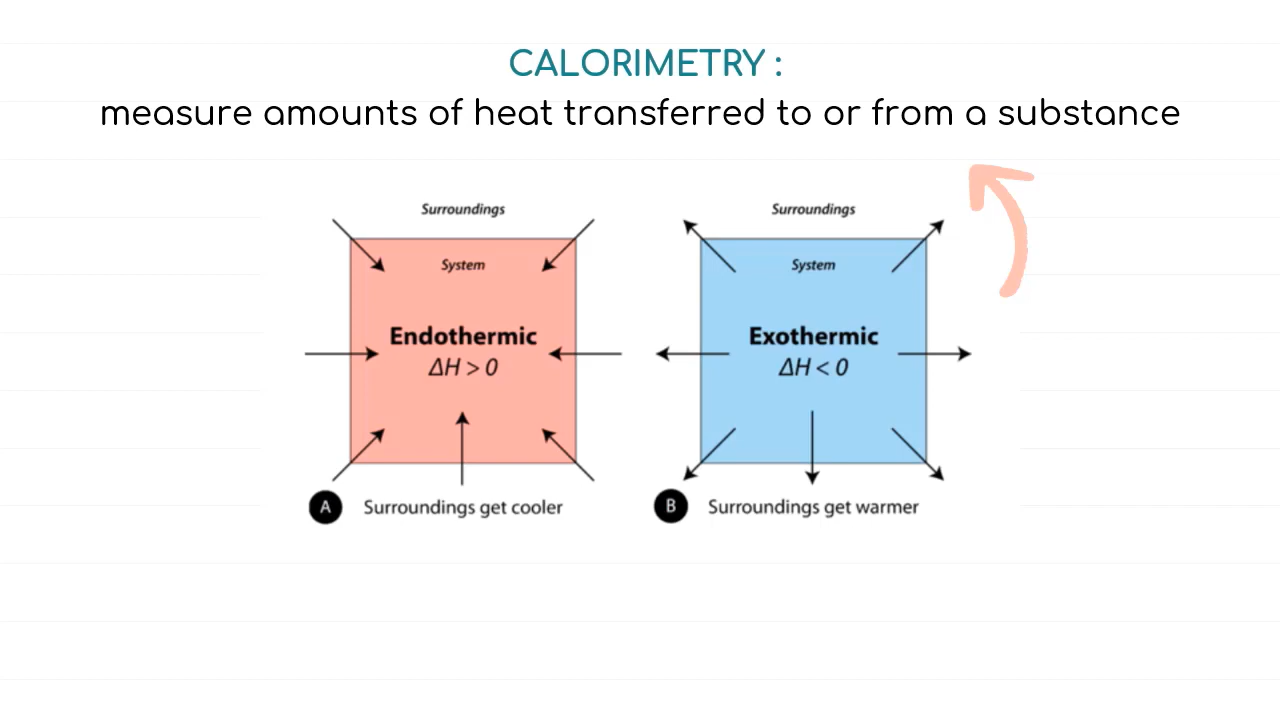 CALORIMETRY :
measure amounts of heat transferred to or from a substance
Surroundings
System
Endothermic
ΔH > 0
A Surroundings get cooler
Surroundings
System
Exothermic
ΔH < 0
B Surroundings get warmer